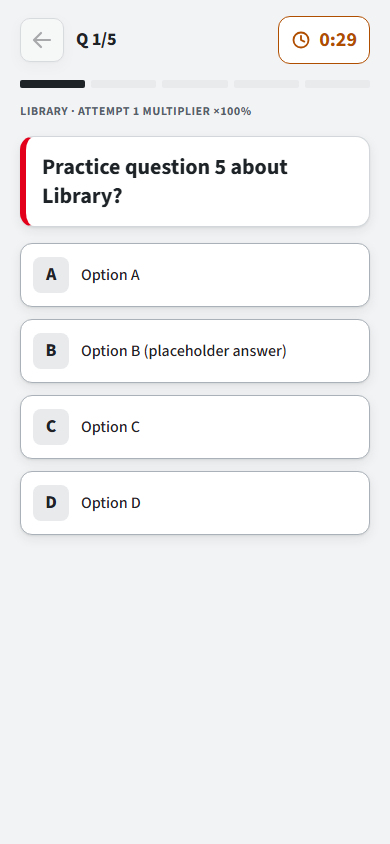 Q 1/5
0:29
LIBRARY · ATTEMPT 1 MULTIPLIER ×100%
Practice question 5 about
Library?
A Option A
B Option B (placeholder answer)
C Option C
D Option D